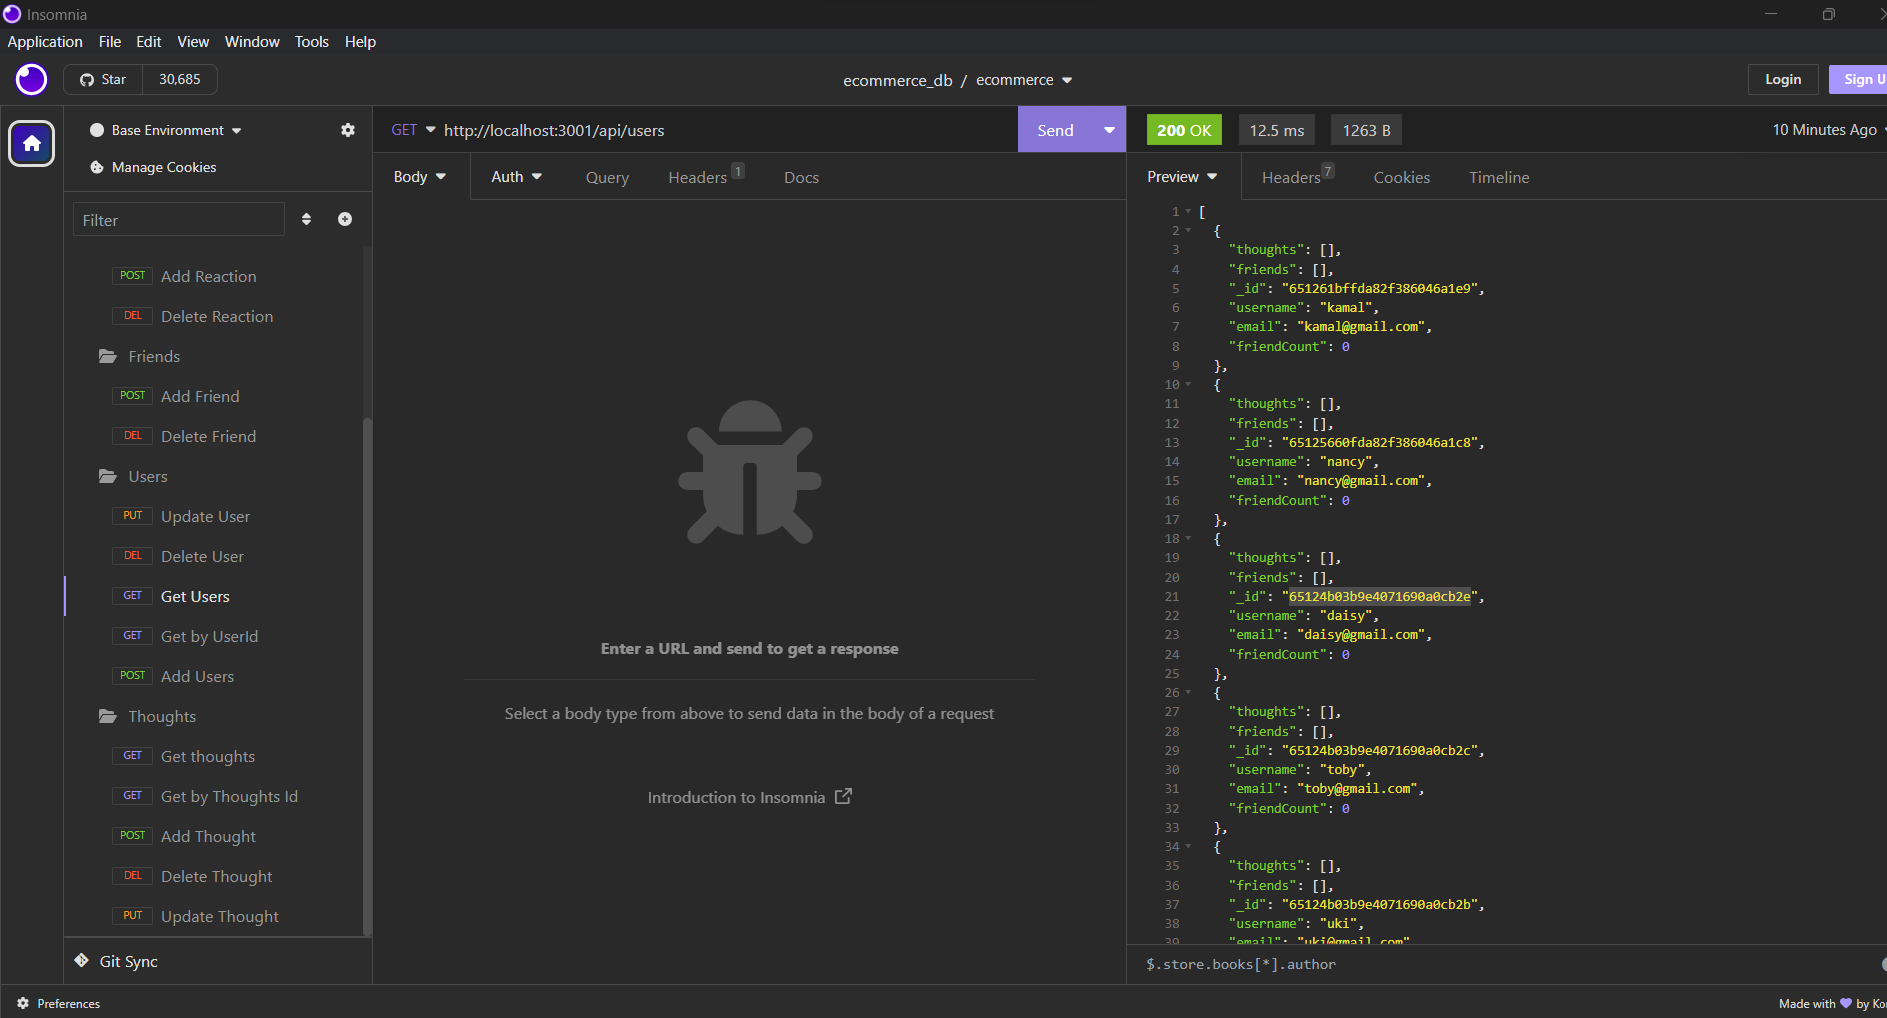 Insomnia
Application File Edit View Window Tools Help
Star 30,685
ecommerce_db / ecommerce
Login Sign U
Base Environment
Manage Cookies
Filter
POST Add Reaction
DEL Delete Reaction
Friends
POST Add Friend
DEL Delete Friend
Users
PUT Update User
DEL Delete User
GET Get Users
GET Get by UserId
POST Add Users
Thoughts
GET Get thoughts
GET Get by Thoughts Id
POST Add Thought
DEL Delete Thought
PUT Update Thought
Git Sync
Preferences
GET http://localhost:3001/api/users Send
Body Auth Query Headers 1 Docs
Enter a URL and send to get a response
Select a body type from above to send data in the body of a request
Introduction to Insomnia
200 OK 12.5 ms 1263 B 10 Minutes Ago
Preview Headers 7 Cookies Timeline
1 [
2 {
3 "thoughts": [],
4 "friends": [],
5 "_id": "651261bffda82f386046a1e9",
6 "username": "kamal",
7 "email": "kamal@gmail.com",
8 "friendCount": 0
9 },
10 {
11 "thoughts": [],
12 "friends": [],
13 "_id": "65125660fda82f386046a1c8",
14 "username": "nancy",
15 "email": "nancy@gmail.com",
16 "friendCount": 0
17 },
18 {
19 "thoughts": [],
20 "friends": [],
21 "_id": "65124b03b9e4071690a0cb2e",
22 "username": "daisy",
23 "email": "daisy@gmail.com",
24 "friendCount": 0
25 },
26 {
27 "thoughts": [],
28 "friends": [],
29 "_id": "65124b03b9e4071690a0cb2c",
30 "username": "toby",
31 "email": "toby@gmail.com",
32 "friendCount": 0
33 },
34 {
35 "thoughts": [],
36 "friends": [],
37 "_id": "65124b03b9e4071690a0cb2b",
38 "username": "uki",
39 "email": "uki@gmail.com"
$.store.books[*].author
Made with 💜 by Ko